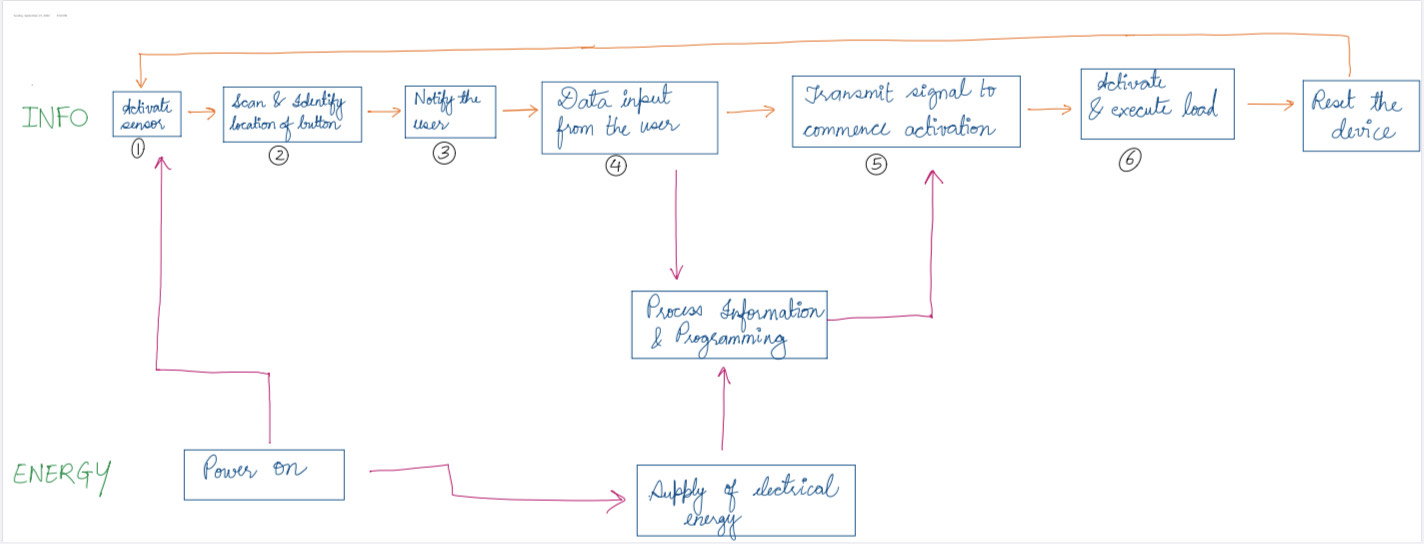 INFO
Activate
sensor
①
Scan & Identify
location of button
②
Notify the
user
③
Data input
from the user
④
Transmit signal to
commence activation
⑤
Activate
& execute load
⑥
Reset the
device
Process Information
& Programming
ENERGY
Power on
Supply of electrical
energy